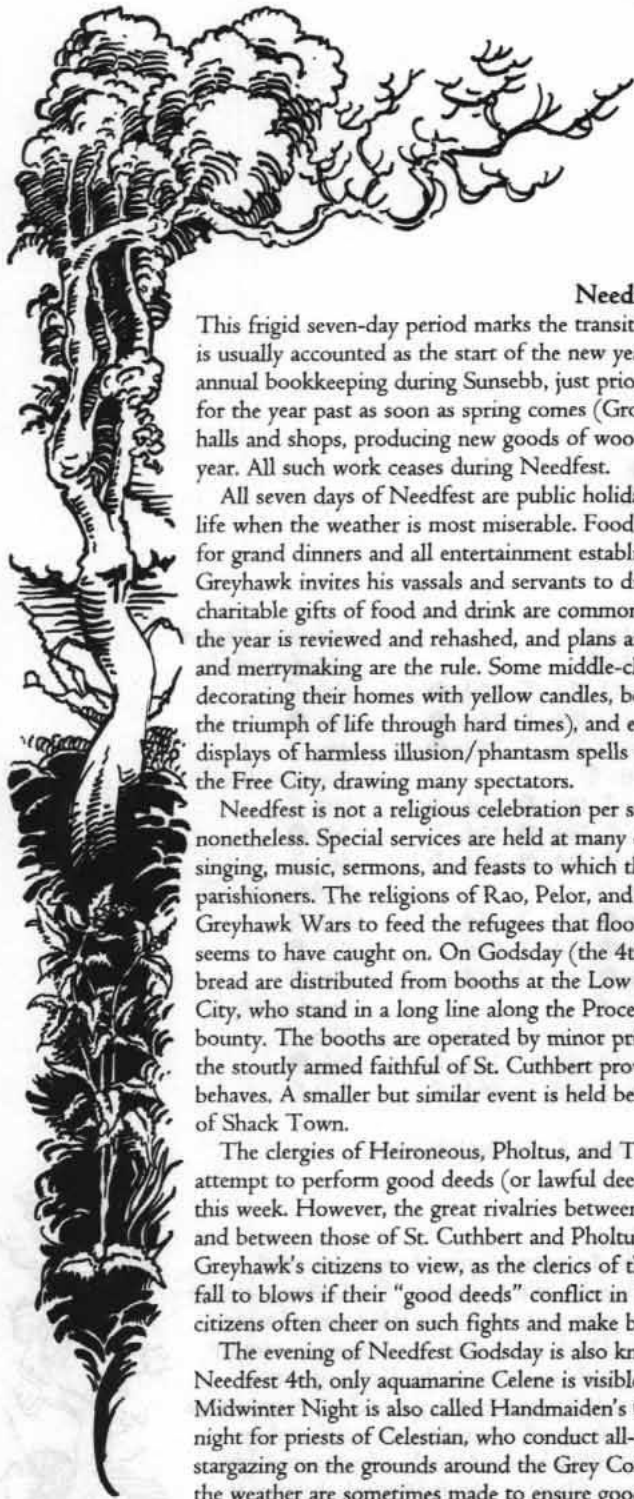 Need
This frigid seven-day period marks the transit
is usually accounted as the start of the new ye
annual bookkeeping during Sunsebb, just prio
for the year past as soon as spring comes (Gro
halls and shops, producing new goods of woo
year. All such work ceases during Needfest.
All seven days of Needfest are public holida
life when the weather is most miserable. Food
for grand dinners and all entertainment establi
Greyhawk invites his vassals and servants to di
charitable gifts of food and drink are common
the year is reviewed and rehashed, and plans a
and merrymaking are the rule. Some middle-cl
decorating their homes with yellow candles, b
the triumph of life through hard times), and e
displays of harmless illusion/phantasm spells
the Free City, drawing many spectators.
Needfest is not a religious celebration per s
nonetheless. Special services are held at many
singing, music, sermons, and feasts to which th
parishioners. The religions of Rao, Pelor, and
Greyhawk Wars to feed the refugees that floo
seems to have caught on. On Godsday (the 4t
bread are distributed from booths at the Low
City, who stand in a long line along the Proce
bounty. The booths are operated by minor pr
the stoutly armed faithful of St. Cuthbert prov
behaves. A smaller but similar event is held be
of Shack Town.
The clergies of Heironeous, Pholtus, and T
attempt to perform good deeds (or lawful dee
this week. However, the great rivalries between
and between those of St. Cuthbert and Pholtu
Greyhawk's citizens to view, as the clerics of th
fall to blows if their "good deeds" conflict in
citizens often cheer on such fights and make b
The evening of Needfest Godsday is also kn
Needfest 4th, only aquamarine Celene is visible
Midwinter Night is also called Handmaiden's
night for priests of Celestian, who conduct all-
stargazing on the grounds around the Grey Co
the weather are sometimes made to ensure goo